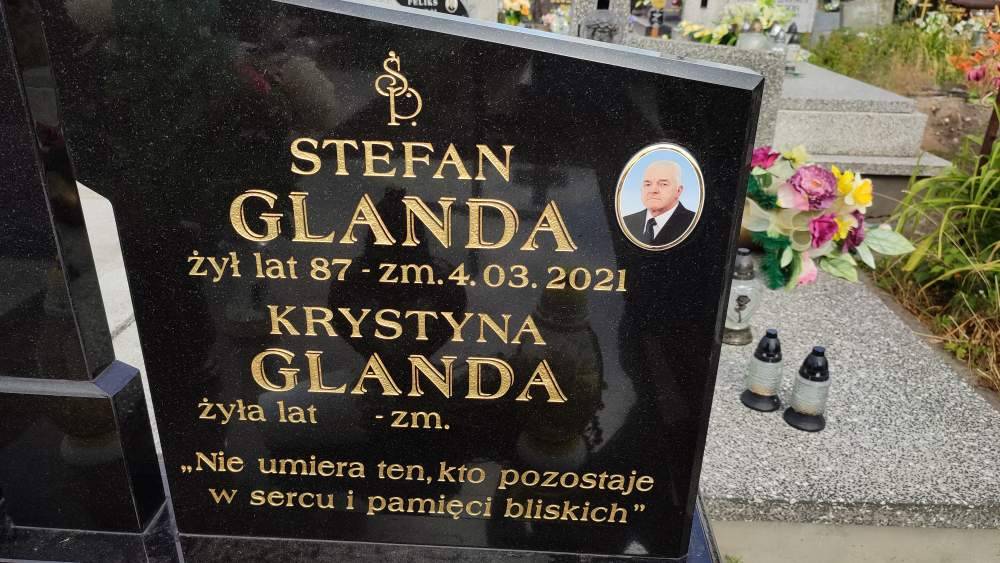 FELIKS
ŚP.
STEFAN
GLANDA
żył lat 87 - zm. 4. 03. 2021
KRYSTYNA
GLANDA
żyła lat - zm.
„Nie umiera ten, kto pozostaje
w sercu i pamięci bliskich”